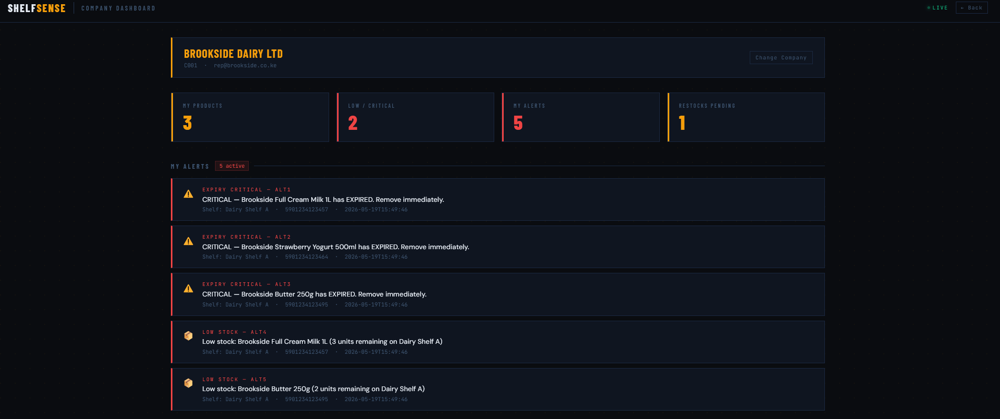 SHELFSENSE COMPANY DASHBOARD
LIVE
← Back
BROOKSIDE DAIRY LTD
C001 · rep@brookside.co.ke
Change Company
MY PRODUCTS
3
LOW / CRITICAL
2
MY ALERTS
5
RESTOCKS PENDING
1
MY ALERTS 5 active
EXPIRY CRITICAL — ALT1
CRITICAL — Brookside Full Cream Milk 1L has EXPIRED. Remove immediately.
Shelf: Dairy Shelf A · 5901234123457 · 2026-05-19T15:49:46
EXPIRY CRITICAL — ALT2
CRITICAL — Brookside Strawberry Yogurt 500ml has EXPIRED. Remove immediately.
Shelf: Dairy Shelf A · 5901234123464 · 2026-05-19T15:49:46
EXPIRY CRITICAL — ALT3
CRITICAL — Brookside Butter 250g has EXPIRED. Remove immediately.
Shelf: Dairy Shelf A · 5901234123495 · 2026-05-19T15:49:46
LOW STOCK — ALT4
Low stock: Brookside Full Cream Milk 1L (3 units remaining on Dairy Shelf A)
Shelf: Dairy Shelf A · 5901234123457 · 2026-05-19T15:49:46
LOW STOCK — ALT5
Low stock: Brookside Butter 250g (2 units remaining on Dairy Shelf A)
Shelf: Dairy Shelf A · 5901234123495 · 2026-05-19T15:49:46